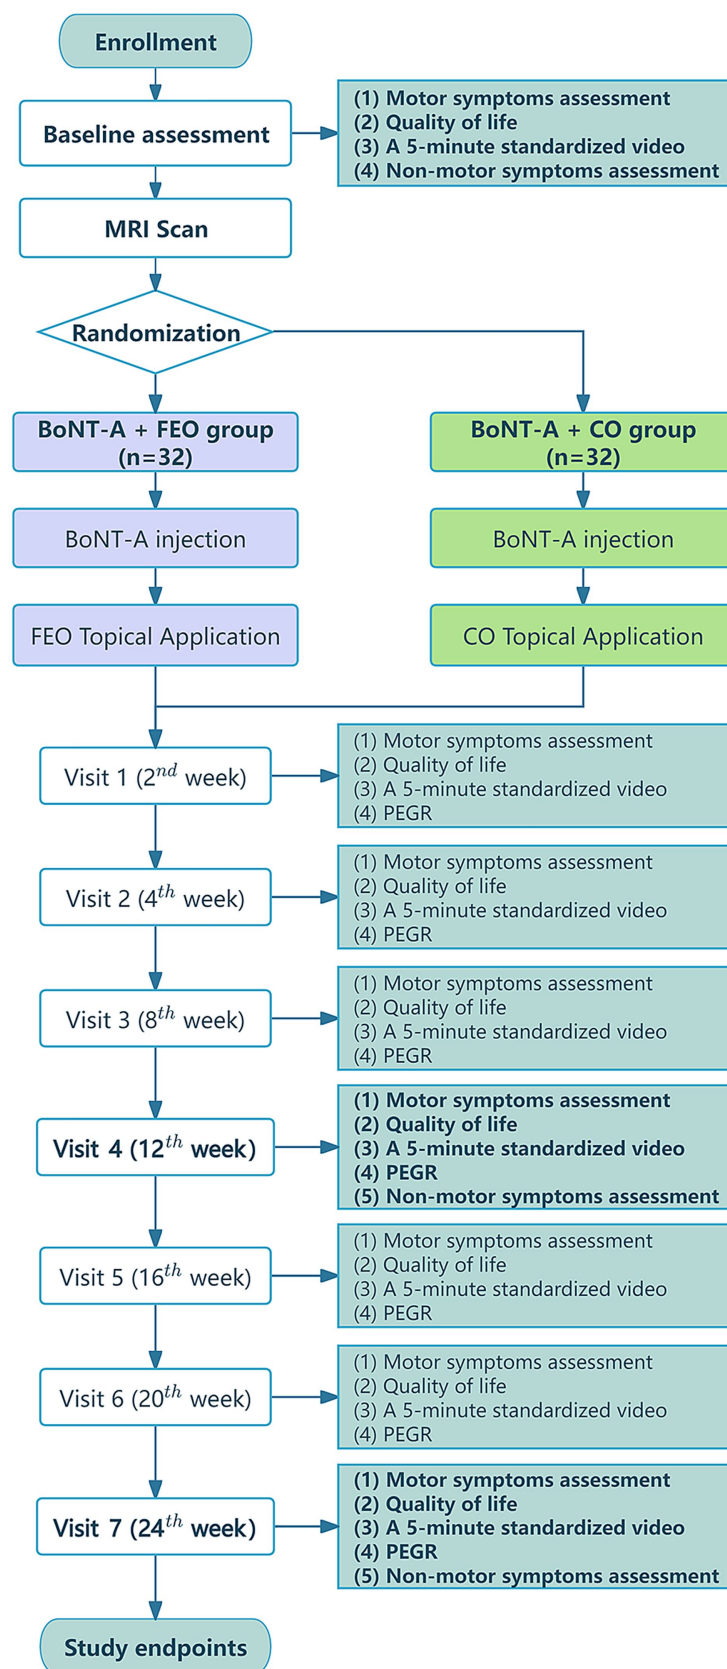 Enrollment
Baseline assessment
(1) Motor symptoms assessment
(2) Quality of life
(3) A 5-minute standardized video
(4) Non-motor symptoms assessment
MRI Scan
Randomization
BoNT-A + FEO group
(n=32)
BoNT-A + CO group
(n=32)
BoNT-A injection
BoNT-A injection
FEO Topical Application
CO Topical Application
Visit 1 (2nd week)
(1) Motor symptoms assessment
(2) Quality of life
(3) A 5-minute standardized video
(4) PEGR
Visit 2 (4th week)
(1) Motor symptoms assessment
(2) Quality of life
(3) A 5-minute standardized video
(4) PEGR
Visit 3 (8th week)
(1) Motor symptoms assessment
(2) Quality of life
(3) A 5-minute standardized video
(4) PEGR
Visit 4 (12th week)
(1) Motor symptoms assessment
(2) Quality of life
(3) A 5-minute standardized video
(4) PEGR
(5) Non-motor symptoms assessment
Visit 5 (16th week)
(1) Motor symptoms assessment
(2) Quality of life
(3) A 5-minute standardized video
(4) PEGR
Visit 6 (20th week)
(1) Motor symptoms assessment
(2) Quality of life
(3) A 5-minute standardized video
(4) PEGR
Visit 7 (24th week)
(1) Motor symptoms assessment
(2) Quality of life
(3) A 5-minute standardized video
(4) PEGR
(5) Non-motor symptoms assessment
Study endpoints